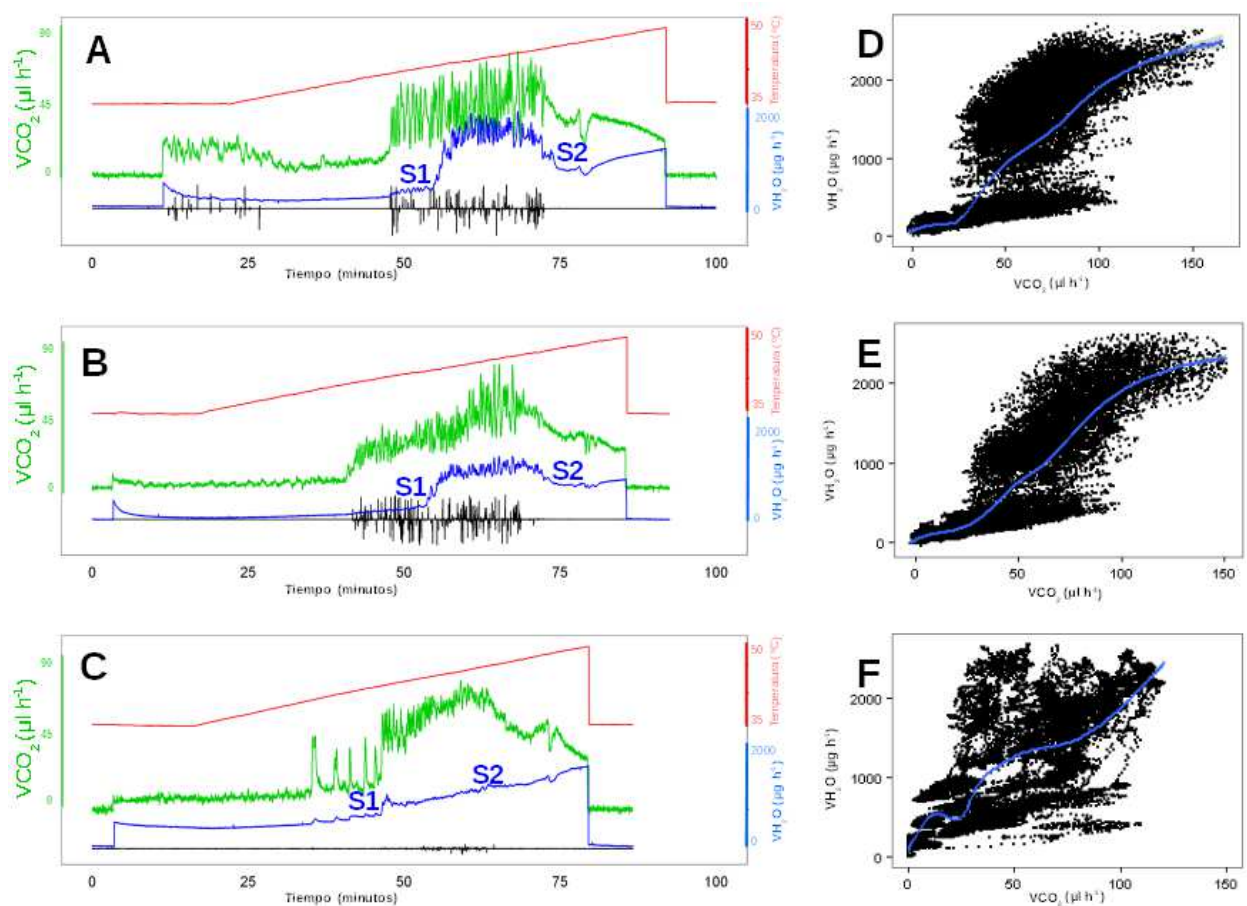 A
VCO2 (µl h-1)
90
45
0
50
Temperatura (°C)
35
2000
VH2O (µg h-1)
0
S1
S2
0 25 50 75 100
Tiempo (minutos)
D
VH2O (µg h-1)
2000
1000
0
0 50 100 150
VCO2 (µl h-1)
B
VCO2 (µl h-1)
90
45
0
50
Temperatura (°C)
35
2000
VH2O (µg h-1)
0
S1
S2
0 25 50 75 100
Tiempo (minutos)
E
VH2O (µg h-1)
2000
1000
0
0 50 100 150
VCO2 (µl h-1)
C
VCO2 (µl h-1)
90
45
0
50
Temperatura (°C)
35
2000
VH2O (µg h-1)
0
S1
S2
0 25 50 75 100
Tiempo (minutos)
F
VH2O (µg h-1)
2000
1000
0
0 50 100 150
VCO2 (µl h-1)